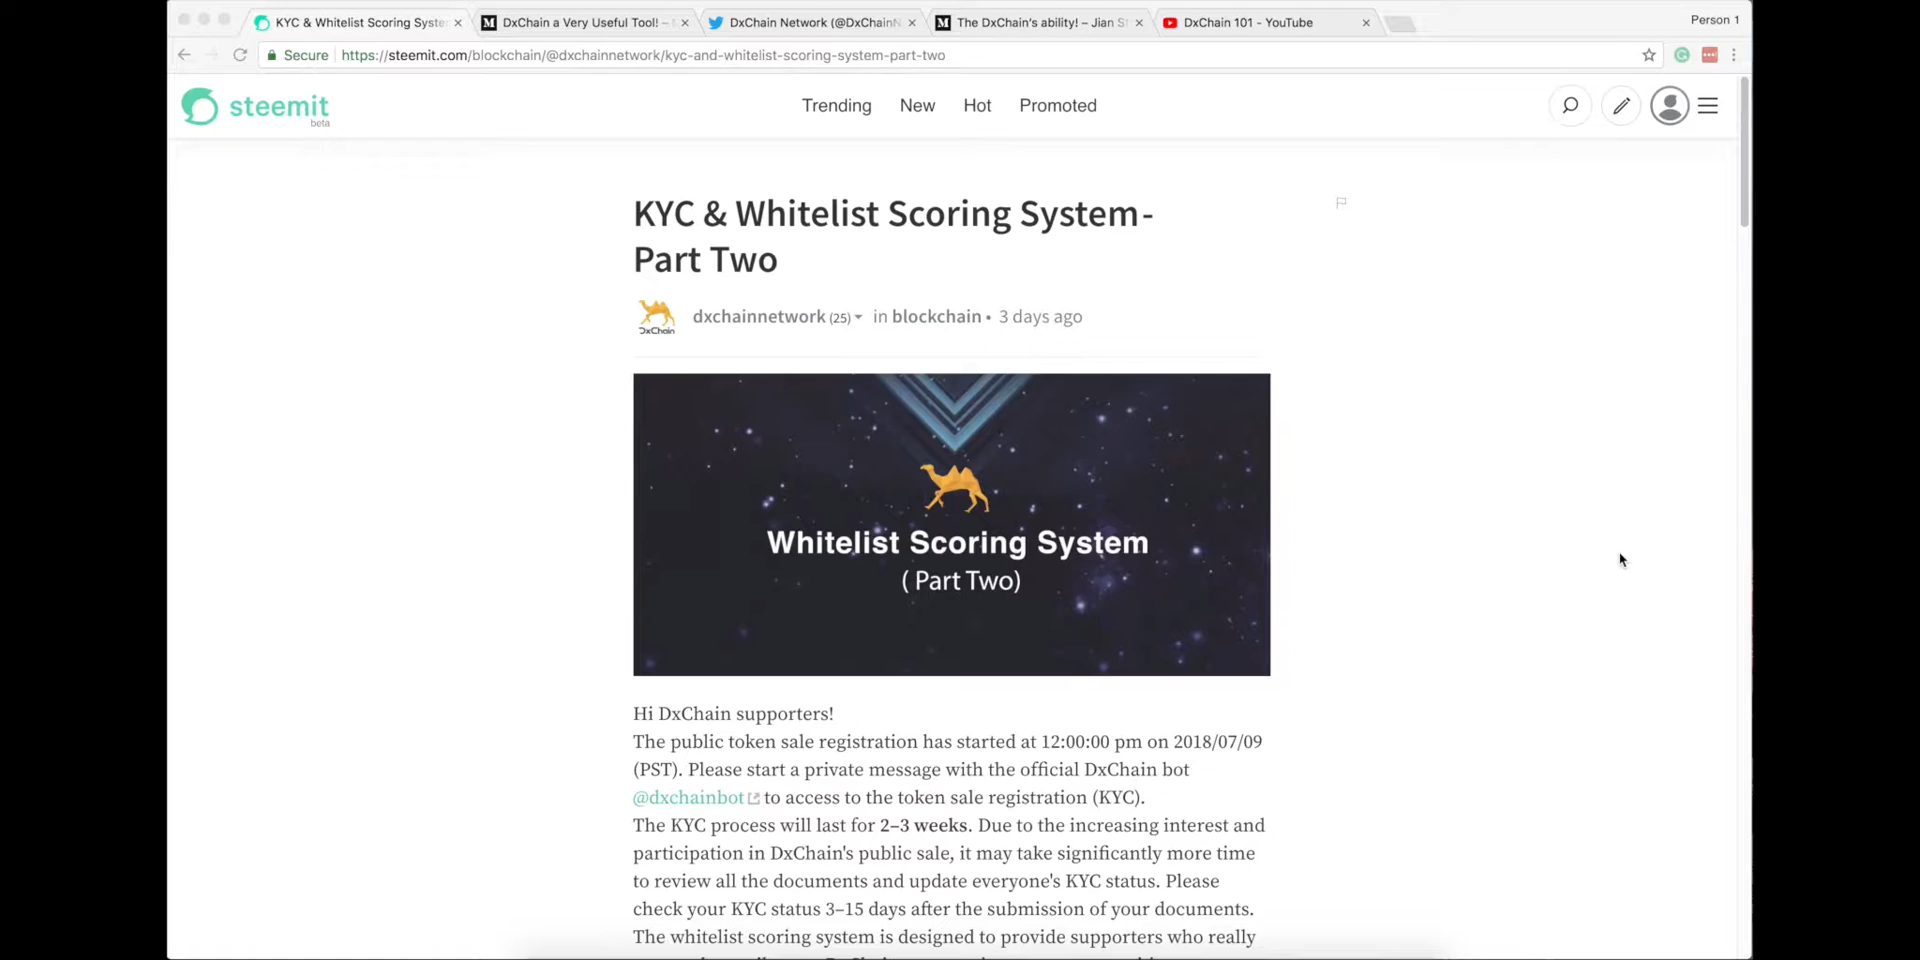 KYC & Whitelist Scoring Syste
DxChain a Very Useful Tool! –
DxChain Network (@DxChainN
The DxChain's ability! – Jian S
DxChain 101 - YouTube
Person 1
Secure
https://steemit.com/blockchain/@dxchainnetwork/kyc-and-whitelist-scoring-system-part-two
steemit
beta
Trending
New
Hot
Promoted
KYC & Whitelist Scoring System-
Part Two
DxChain
dxchainnetwork (25) in blockchain • 3 days ago
Whitelist Scoring System
( Part Two)
Hi DxChain supporters!
The public token sale registration has started at 12:00:00 pm on 2018/07/09
(PST). Please start a private message with the official DxChain bot
@dxchainbot to access to the token sale registration (KYC).
The KYC process will last for 2–3 weeks. Due to the increasing interest and
participation in DxChain's public sale, it may take significantly more time
to review all the documents and update everyone's KYC status. Please
check your KYC status 3–15 days after the submission of your documents.
The whitelist scoring system is designed to provide supporters who really